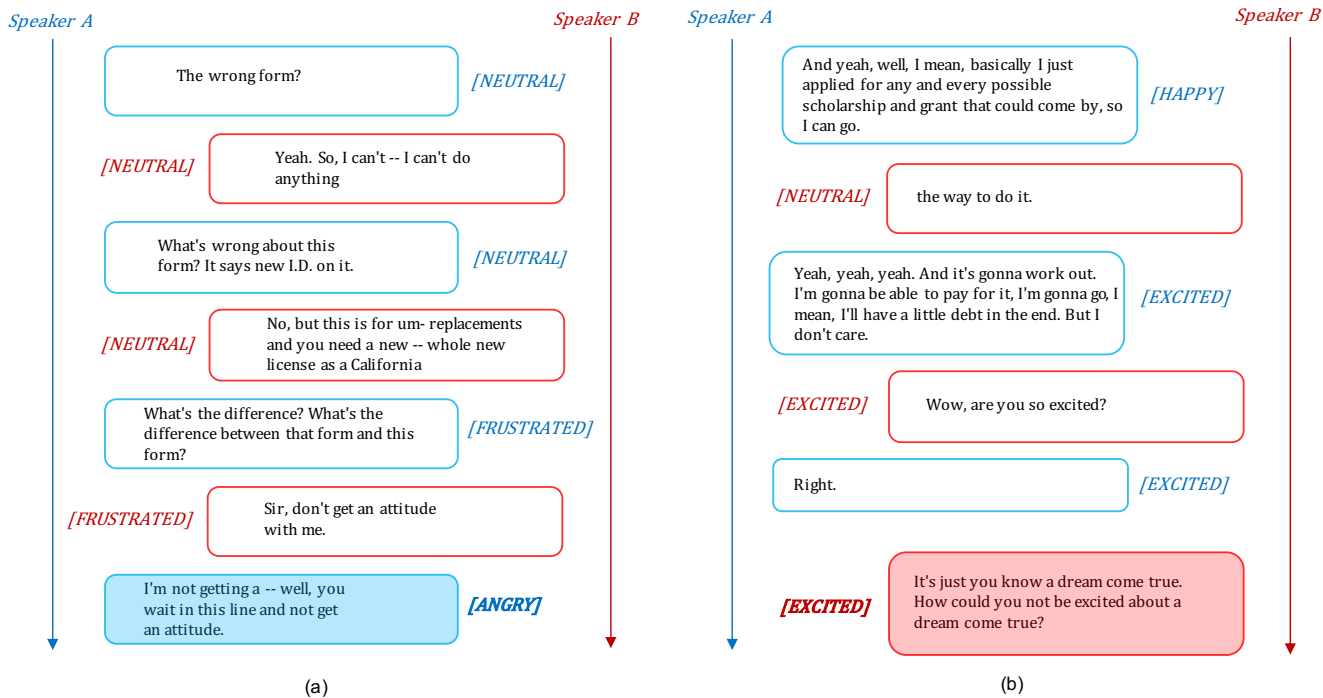 Speaker A
Speaker B
The wrong form?
[NEUTRAL]
[NEUTRAL]
Yeah. So, I can't -- I can't do
anything
What's wrong about this
form? It says new I.D. on it.
[NEUTRAL]
[NEUTRAL]
No, but this is for um- replacements
and you need a new -- whole new
license as a California
What's the difference? What's the
difference between that form and this
form?
[FRUSTRATED]
[FRUSTRATED]
Sir, don't get an attitude
with me.
I'm not getting a -- well, you
wait in this line and not get
an attitude.
[ANGRY]
(a)
Speaker A
Speaker B
And yeah, well, I mean, basically I just
applied for any and every possible
scholarship and grant that could come by, so
I can go.
[HAPPY]
[NEUTRAL]
the way to do it.
Yeah, yeah, yeah. And it's gonna work out.
I'm gonna be able to pay for it, I'm gonna go, I
mean, I'll have a little debt in the end. But I
don't care.
[EXCITED]
[EXCITED]
Wow, are you so excited?
Right.
[EXCITED]
[EXCITED]
It's just you know a dream come true.
How could you not be excited about a
dream come true?
(b)